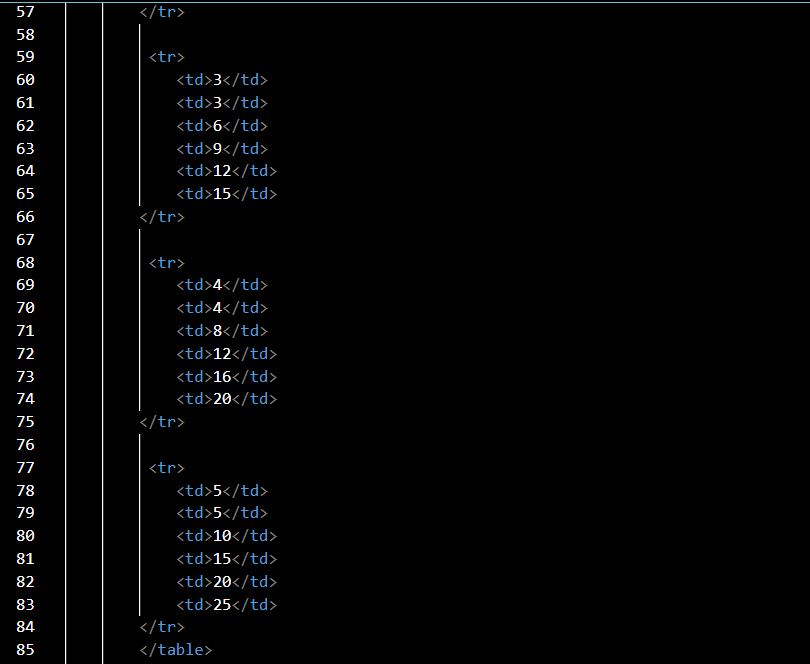 57 </tr>
58
59 <tr>
60 <td>3</td>
61 <td>3</td>
62 <td>6</td>
63 <td>9</td>
64 <td>12</td>
65 <td>15</td>
66 </tr>
67
68 <tr>
69 <td>4</td>
70 <td>4</td>
71 <td>8</td>
72 <td>12</td>
73 <td>16</td>
74 <td>20</td>
75 </tr>
76
77 <tr>
78 <td>5</td>
79 <td>5</td>
80 <td>10</td>
81 <td>15</td>
82 <td>20</td>
83 <td>25</td>
84 </tr>
85 </table>